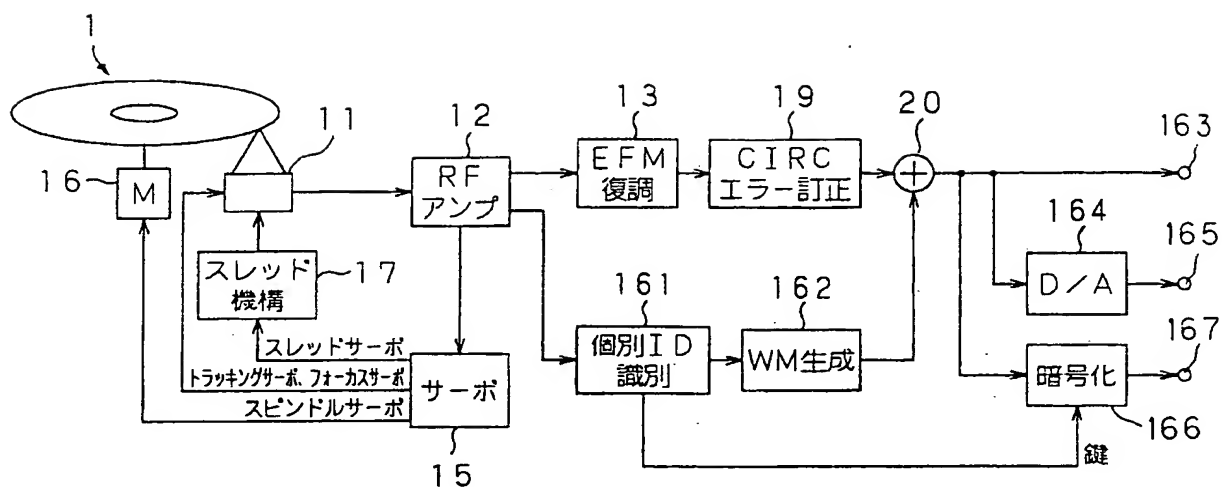 1
16
M
11
12
RF
アンプ
13
EFM
復調
19
CIRC
エラー訂正
20
163
164
D/A
165
167
暗号化
166
鍵
スレッド
機構
17
161
個別ID
識別
162
WM生成
スレッドサーボ
トラッキングサーボ、フォーカスサーボ
スピンドルサーボ
サーボ
15